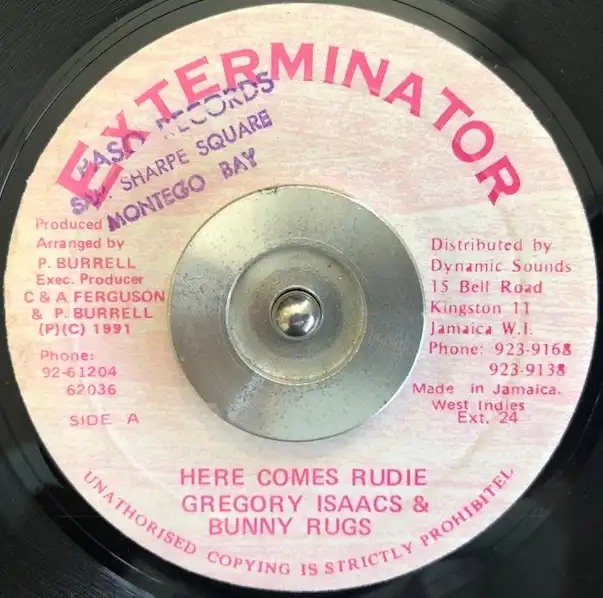 EXTERMINATOR
RECORDS
SHARPE SQUARE
MONTEGO BAY
Produced
Arranged by
P. BURRELL
Exec. Producer
C & A FERGUSON
& P. BURRELL
(P)(C) 1991
Phone:
92-61204
62036
SIDE A
Distributed by
Dynamic Sounds
15 Bell Road
Kingston 11
Jamaica W.I.
Phone: 923-9168
923-9138
Made in Jamaica.
West Indies
Ext. 24
HERE COMES RUDIE
GREGORY ISAACS &
BUNNY RUGS
UNATHORISED COPYING IS STRICTLY PROHIBITEL